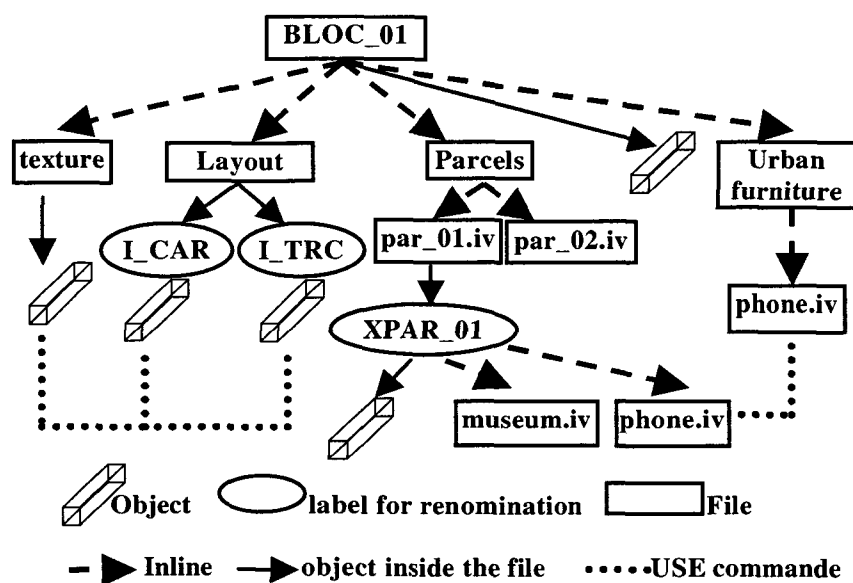 BLOC_01
texture
Layout
Parcels
Urban
furniture
I_CAR
I_TRC
par_01.iv
par_02.iv
phone.iv
XPAR_01
museum.iv
phone.iv
Object
label for renomination
File
Inline
object inside the file
USE commande